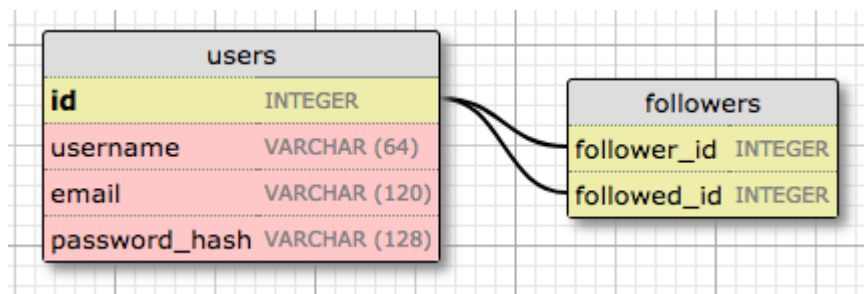 users
id INTEGER
username VARCHAR (64)
email VARCHAR (120)
password_hash VARCHAR (128)
followers
follower_id INTEGER
followed_id INTEGER